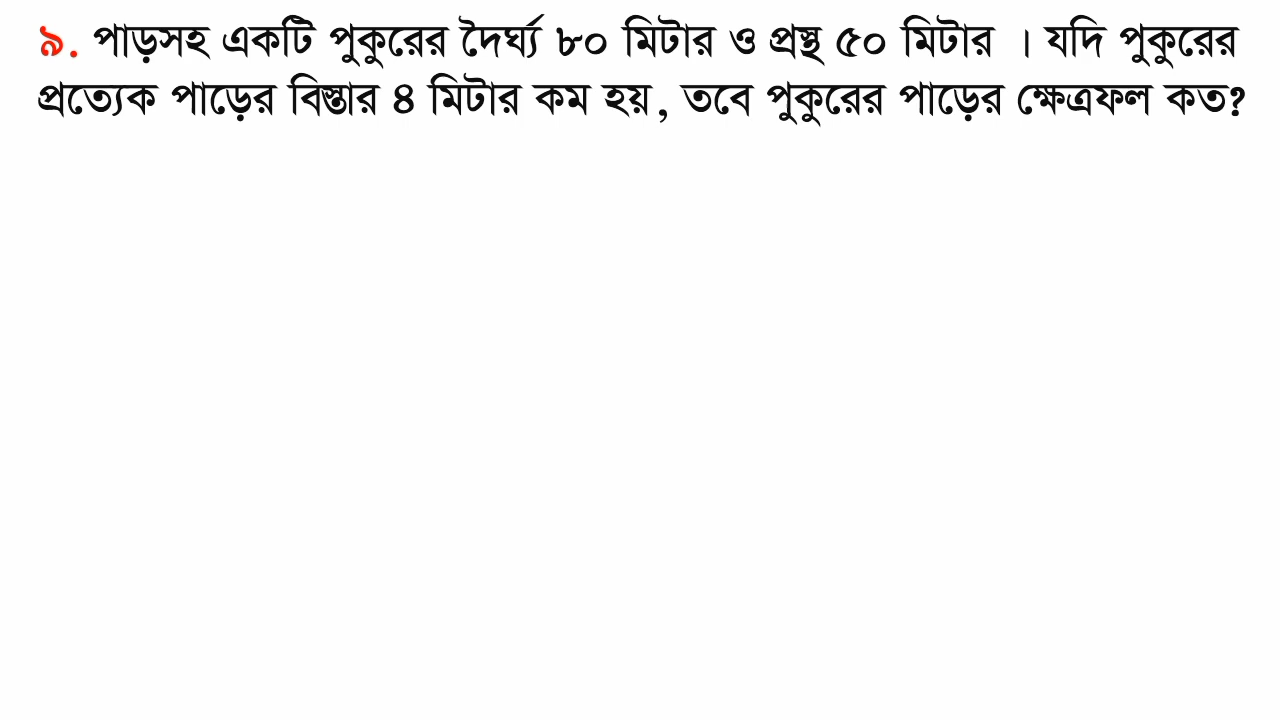 ৯. পাড়সহ একটি পুকুরের দৈর্ঘ্য ৮০ মিটার ও প্রস্থ ৫০ মিটার । যদি পুকুরের
প্রত্যেক পাড়ের বিস্তার ৪ মিটার কম হয়, তবে পুকুরের পাড়ের ক্ষেত্রফল কত?